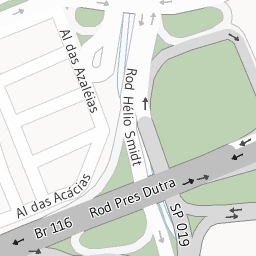 Al das Azaléias
Rod Hélio Smidt
Al das Acácias
Rod Pres Dutra
Br 116
SP 019